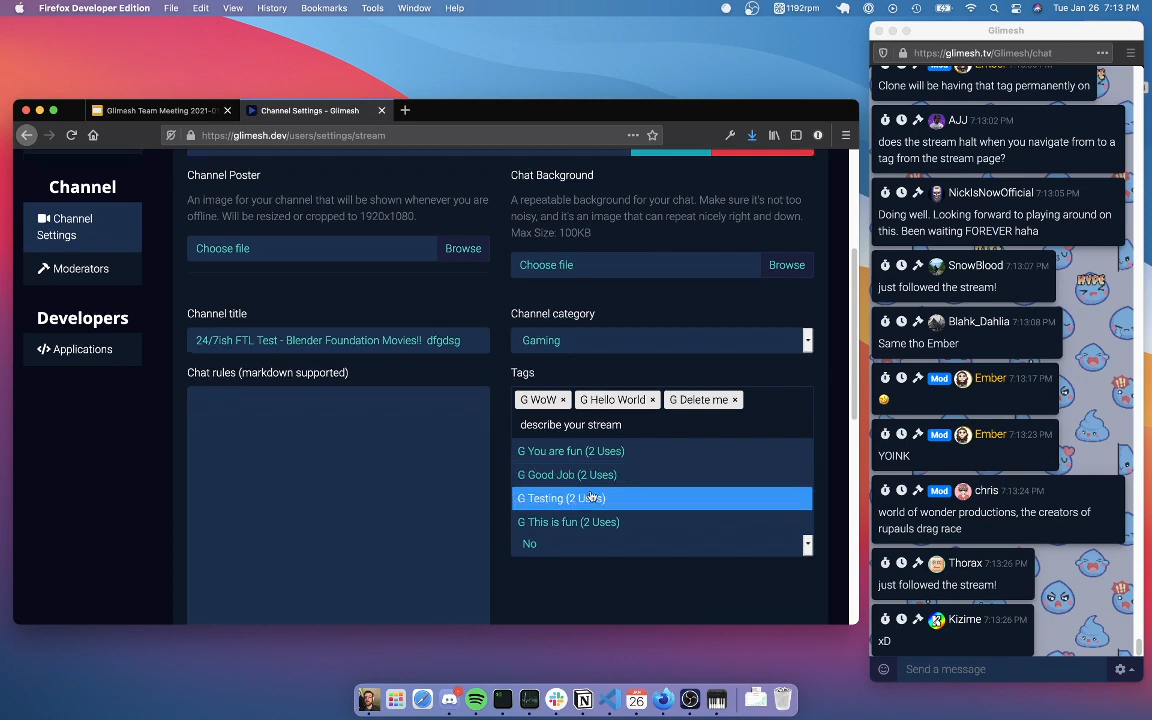 Firefox Developer Edition File Edit View History Bookmarks Tools Window Help 1192rpm Tue Jan 26 7:13 PM
Glimesh
https://glimesh.tv/Glimesh/chat
Glimesh Team Meeting 2021-0
Channel Settings - Glimesh
https://glimesh.dev/users/settings/stream
Channel
Channel Settings
Moderators
Developers
Applications
Channel Poster
An image for your channel that will be shown whenever you are
offline. Will be resized or cropped to 1920x1080.
Choose file Browse
Chat Background
A repeatable background for your chat. Make sure it's not too
noisy, and it's an image that can repeat nicely right and down.
Max Size: 100KB
Choose file Browse
Channel title
24/7ish FTL Test - Blender Foundation Movies!! dfgdsg
Channel category
Gaming
Chat rules (markdown supported)
Tags
G WoW × G Hello World × G Delete me ×
describe your stream
G You are fun (2 Uses)
G Good Job (2 Uses)
G Testing (2 Uses)
G This is fun (2 Uses)
No
Mod Ember
Clone will be having that tag permanently on
AJJ 7:13:02 PM
does the stream halt when you navigate from to a
tag from the stream page?
NickIsNowOfficial 7:13:05 PM
Doing well. Looking forward to playing around on
this. Been waiting FOREVER haha
SnowBlood 7:13:07 PM
just followed the stream!
HYPE
Blahk_Dahlia 7:13:08 PM
Same tho Ember
Mod Ember 7:13:17 PM
Mod Ember 7:13:23 PM
YOINK
Mod chris 7:13:24 PM
world of wonder productions, the creators of
rupauls drag race
Thorax 7:13:26 PM
just followed the stream!
Kizime 7:13:26 PM
xD
Send a message
JAN
26